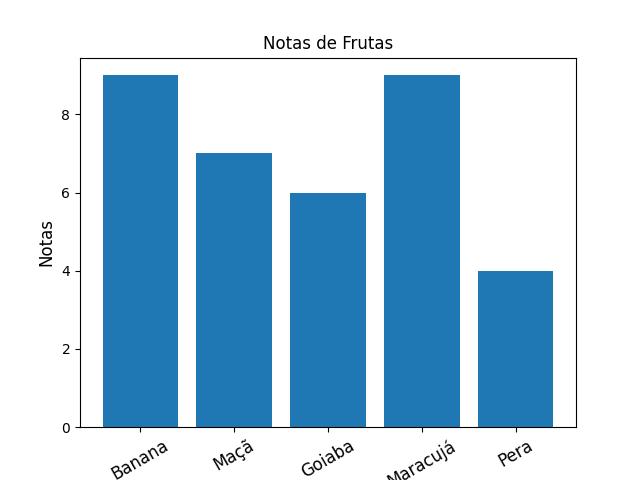 Notas de Frutas
Notas
8
6
4
2
0
Banana
Maçã
Goiaba
Maracujá
Pera